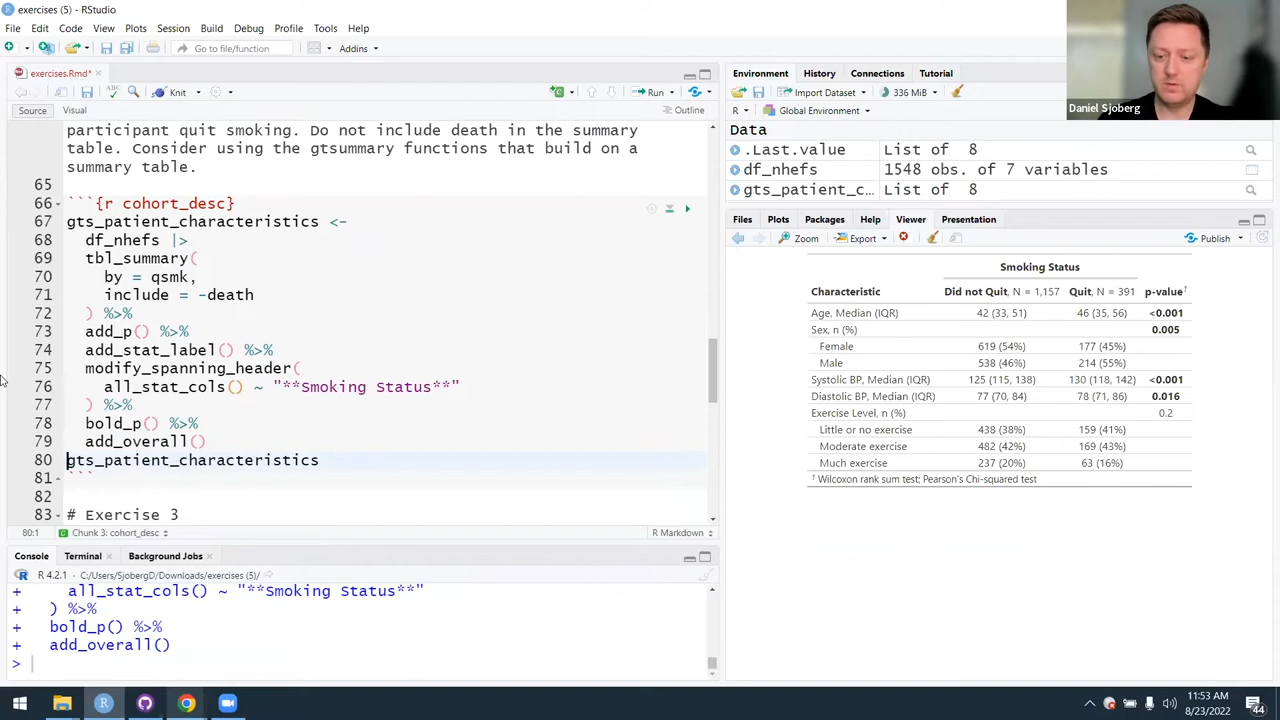 exercises (5) - RStudio
File Edit Code View Plots Session Build Debug Profile Tools Help
Go to file/function Addins
exercises.Rmd*
Knit Run
Source Visual Outline
participant quit smoking. Do not include death in the summary
table. Consider using the gtsummary functions that build on a
summary table.
65
66 ```{r cohort_desc}
67 gts_patient_characteristics <-
68 df_nhefs |>
69 tbl_summary(
70 by = qsmk,
71 include = -death
72 ) %>%
73 add_p() %>%
74 add_stat_label() %>%
75 modify_spanning_header(
76 all_stat_cols() ~ "**Smoking Status**"
77 ) %>%
78 bold_p() %>%
79 add_overall()
80 gts_patient_characteristics
81 ```
82
83 # Exercise 3
80:1 Chunk 3: cohort_desc R Markdown
Console Terminal Background Jobs
R 4.2.1 · C:/Users/SjobergD/Downloads/exercises (5)/
+ all_stat_cols() ~ "**Smoking Status**"
+ ) %>%
+ bold_p() %>%
+ add_overall()
>
Environment History Connections Tutorial
Import Dataset 336 MiB
R Global Environment
Data
.Last.value List of 8
df_nhefs 1548 obs. of 7 variables
gts_patient_c… List of 8
Files Plots Packages Help Viewer Presentation
Zoom Export Publish
Smoking Status
Characteristic Did not Quit, N = 1,157 Quit, N = 391 p-value¹
Age, Median (IQR) 42 (33, 51) 46 (35, 56) <0.001
Sex, n (%) 0.005
Female 619 (54%) 177 (45%)
Male 538 (46%) 214 (55%)
Systolic BP, Median (IQR) 125 (115, 138) 130 (118, 142) <0.001
Diastolic BP, Median (IQR) 77 (70, 84) 78 (71, 86) 0.016
Exercise Level, n (%) 0.2
Little or no exercise 438 (38%) 159 (41%)
Moderate exercise 482 (42%) 169 (43%)
Much exercise 237 (20%) 63 (16%)
¹ Wilcoxon rank sum test; Pearson's Chi-squared test
Daniel Sjoberg
11:53 AM
8/23/2022
44